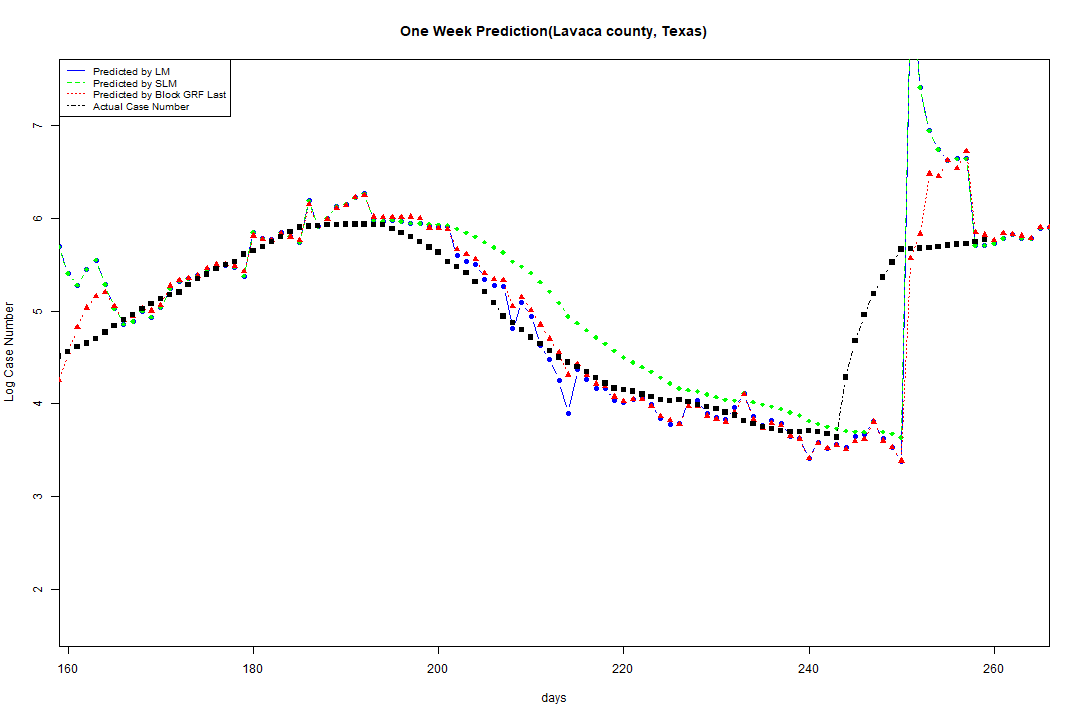 One Week Prediction(Lavaca county, Texas)
Predicted by LM
Predicted by SLM
Predicted by Block GRF Last
Actual Case Number
Log Case Number
7
6
5
4
3
2
160 180 200 220 240 260
days